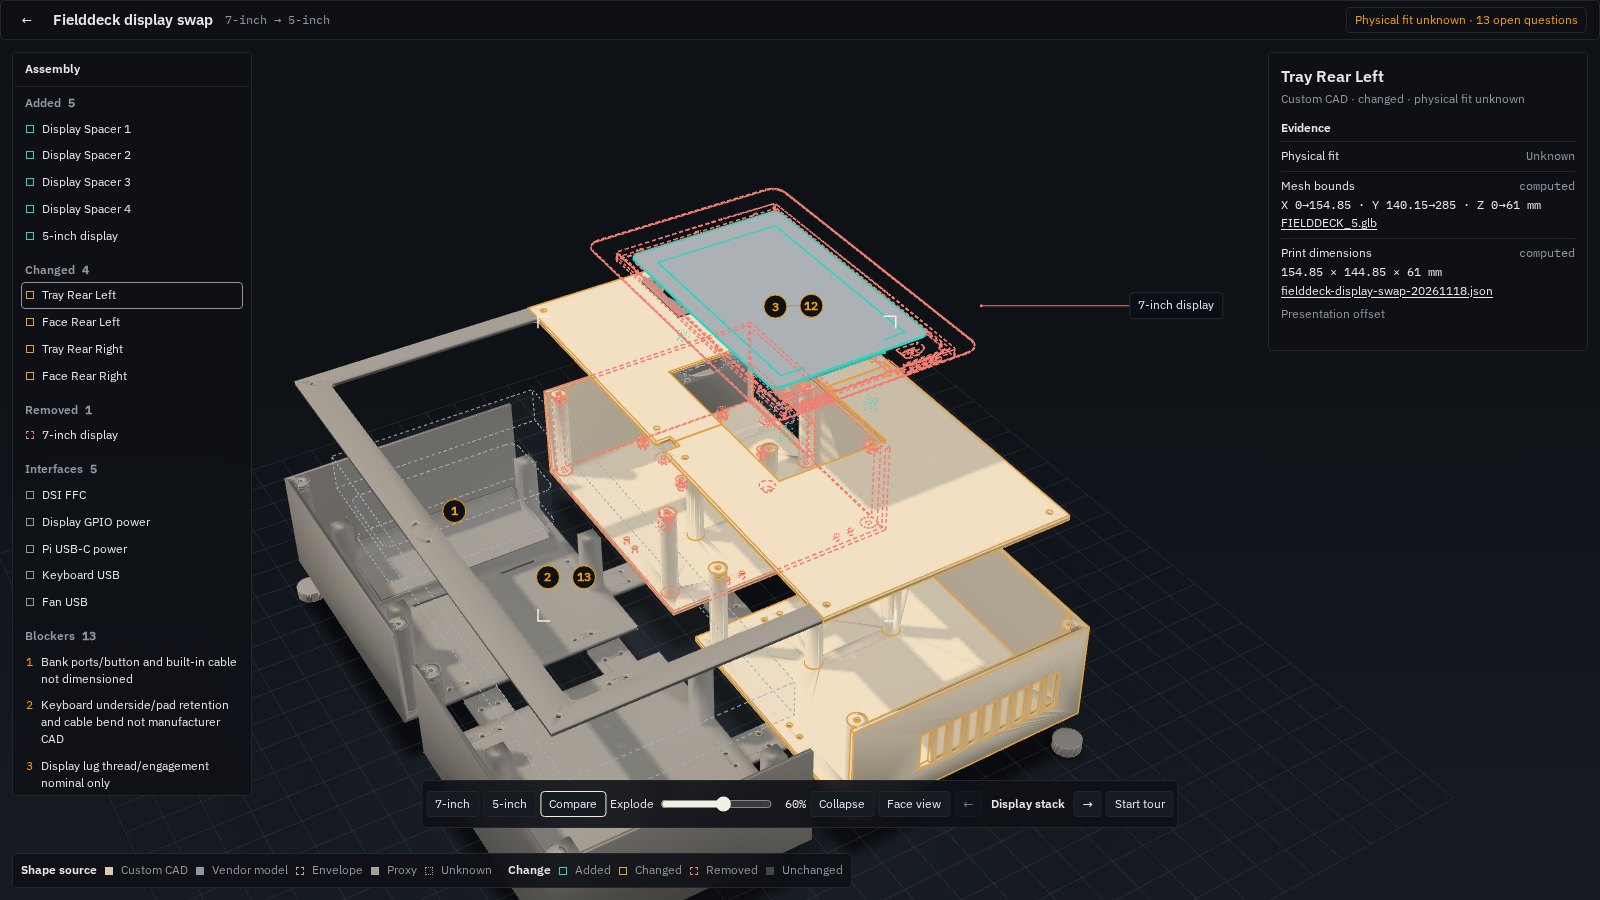 ← Fielddeck display swap 7-inch → 5-inch
Physical fit unknown · 13 open questions
Assembly
Added 5
Display Spacer 1
Display Spacer 2
Display Spacer 3
Display Spacer 4
5-inch display
Changed 4
Tray Rear Left
Face Rear Left
Tray Rear Right
Face Rear Right
Removed 1
7-inch display
Interfaces 5
DSI FFC
Display GPIO power
Pi USB-C power
Keyboard USB
Fan USB
Blockers 13
1 Bank ports/button and built-in cable
not dimensioned
2 Keyboard underside/pad retention
and cable bend not manufacturer
CAD
3 Display lug thread/engagement
nominal only
3 12
7-inch display
1
2 13
Tray Rear Left
Custom CAD · changed · physical fit unknown
Evidence
Physical fit Unknown
Mesh bounds computed
X 0→154.85 · Y 140.15→285 · Z 0→61 mm
FIELDDECK_5.glb
Print dimensions computed
154.85 × 144.85 × 61 mm
fielddeck-display-swap-20261118.json
Presentation offset
7-inch 5-inch Compare Explode 60% Collapse Face view ← Display stack → Start tour
Shape source Custom CAD Vendor model Envelope Proxy Unknown Change Added Changed Removed Unchanged